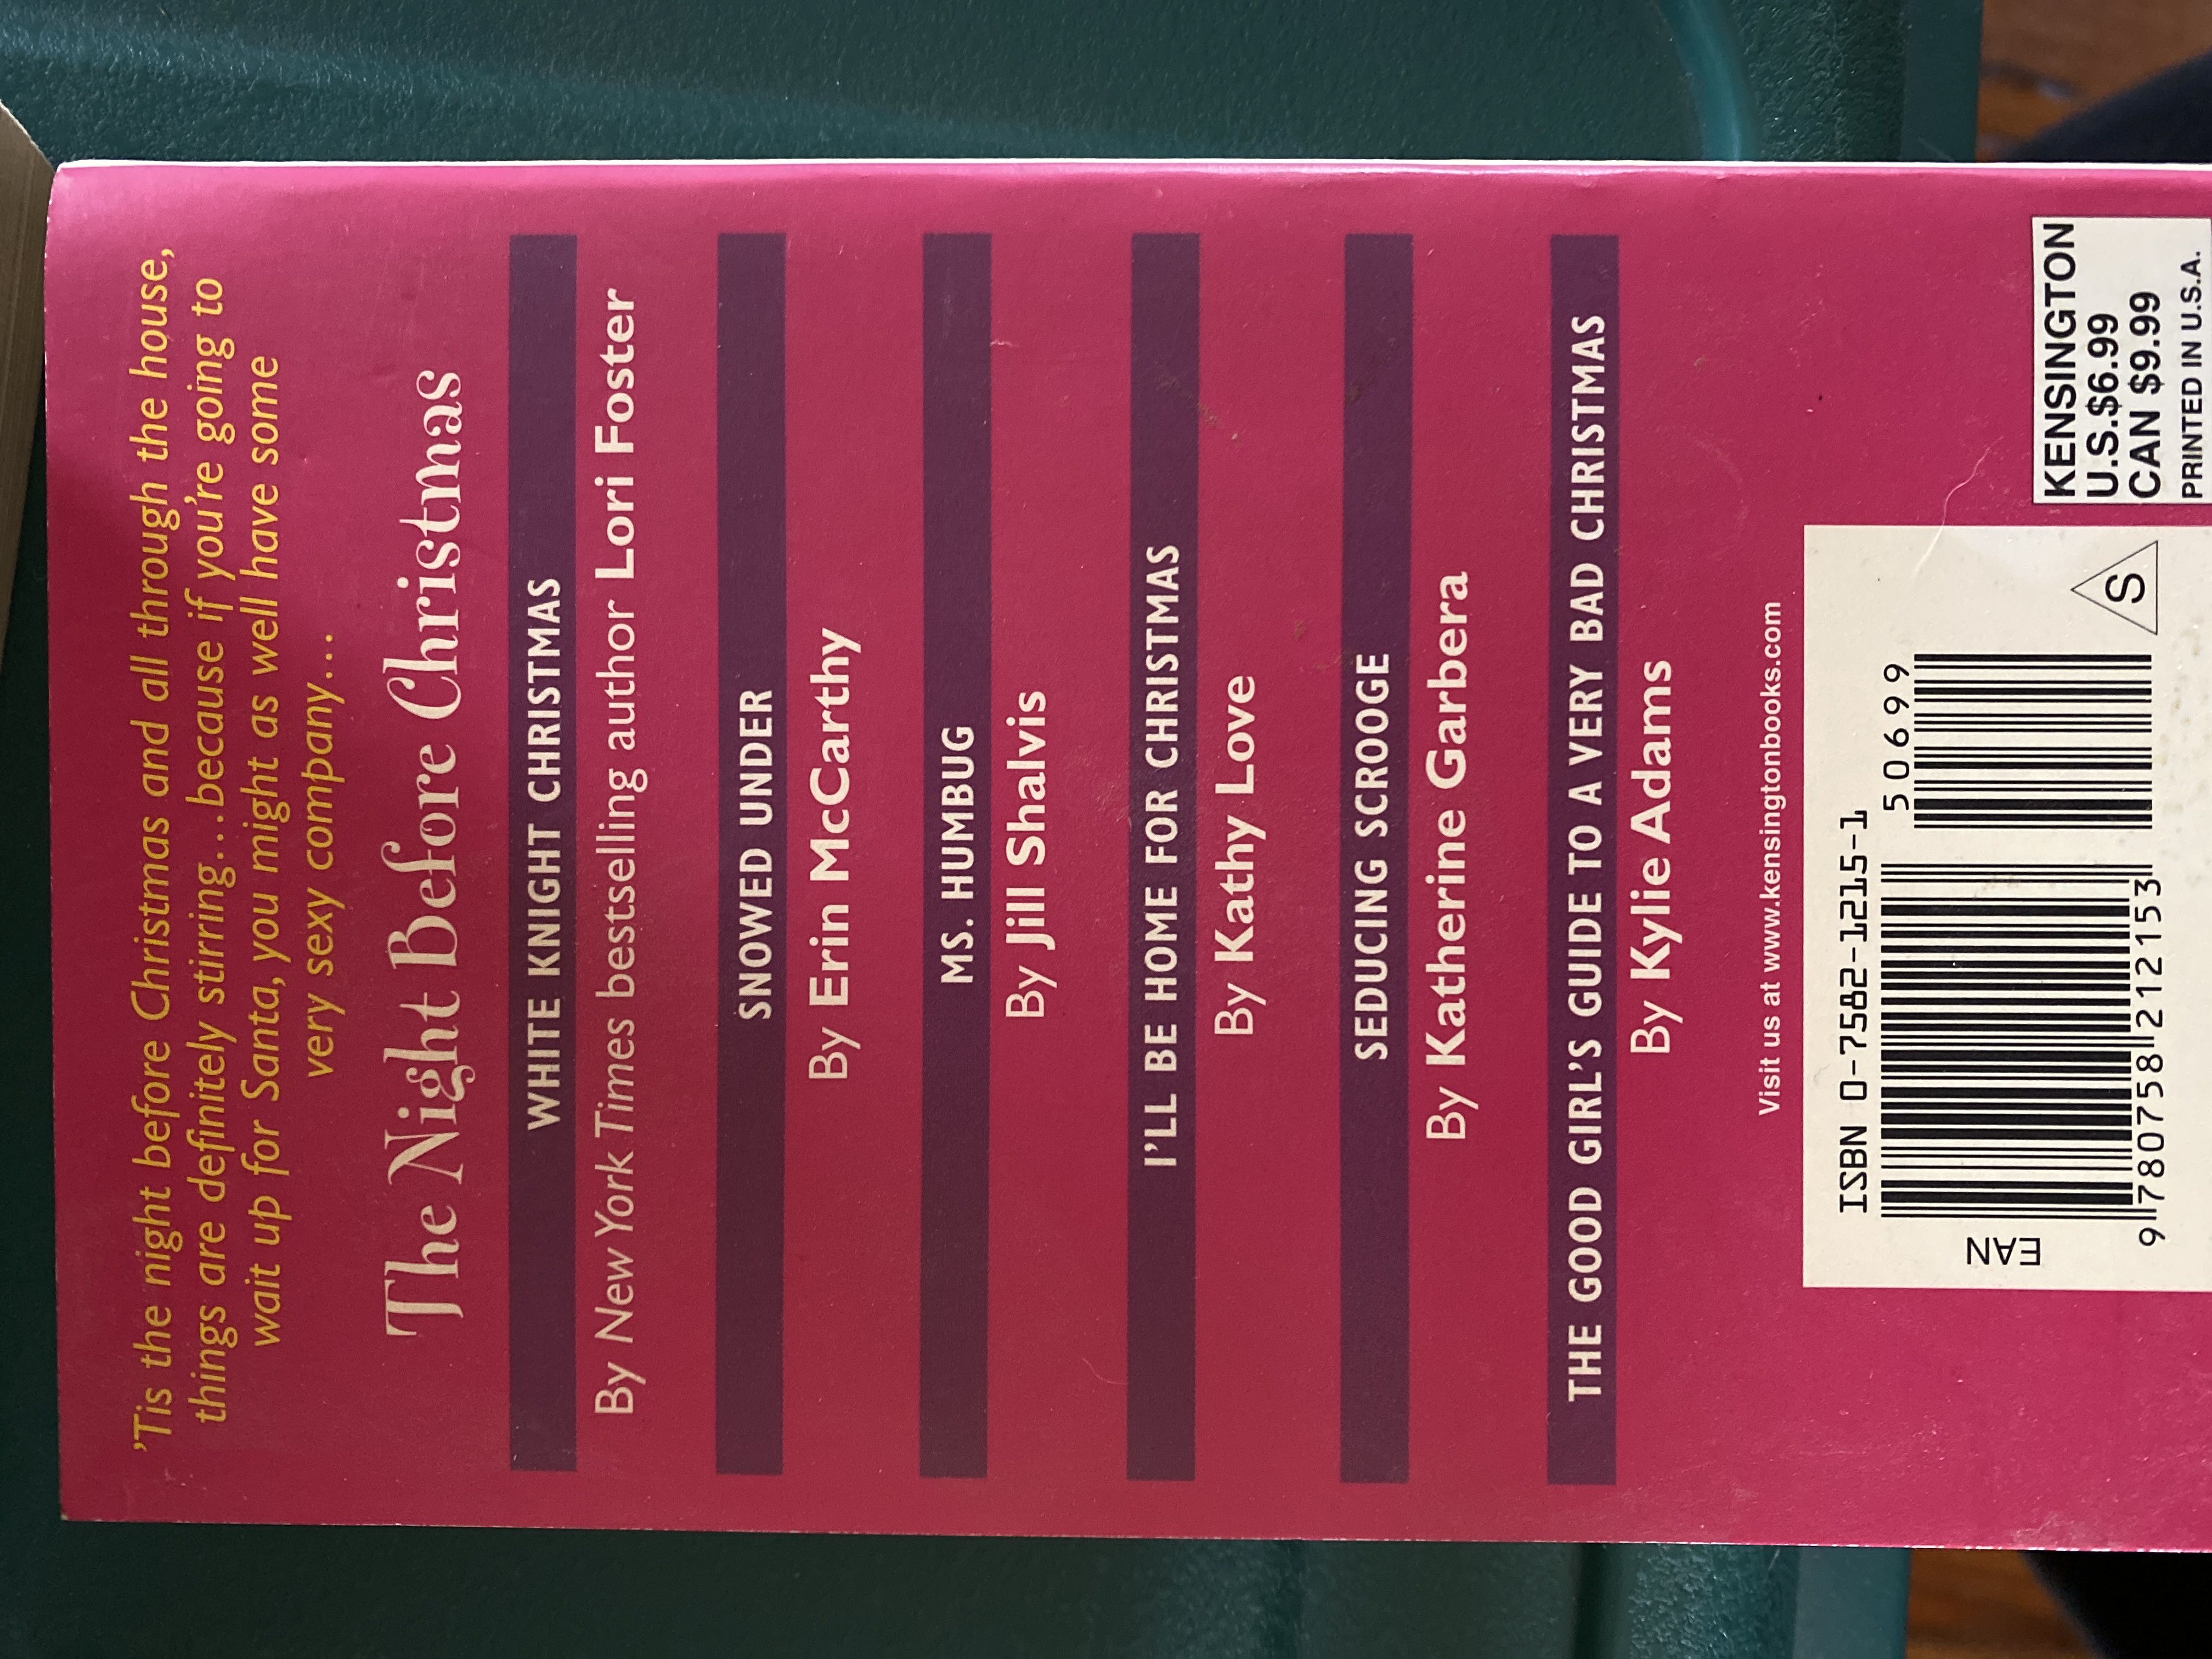 'Tis the night before Christmas and all through the house,
things are definitely stirring...because if you're going to
wait up for Santa, you might as well have some
very sexy company...
The Night Before Christmas
WHITE KNIGHT CHRISTMAS
By New York Times bestselling author Lori Foster
SNOWED UNDER
By Erin McCarthy
MS. HUMBUG
By Jill Shalvis
I'LL BE HOME FOR CHRISTMAS
By Kathy Love
SEDUCING SCROOGE
By Katherine Garbera
THE GOOD GIRL'S GUIDE TO A VERY BAD CHRISTMAS
By Kylie Adams
Visit us at www.kensingtonbooks.com
ISBN 0-7582-1215-1
50699
EAN
9 780758 212153
S
KENSINGTON
U.S.$6.99
CAN $9.99
PRINTED IN U.S.A.